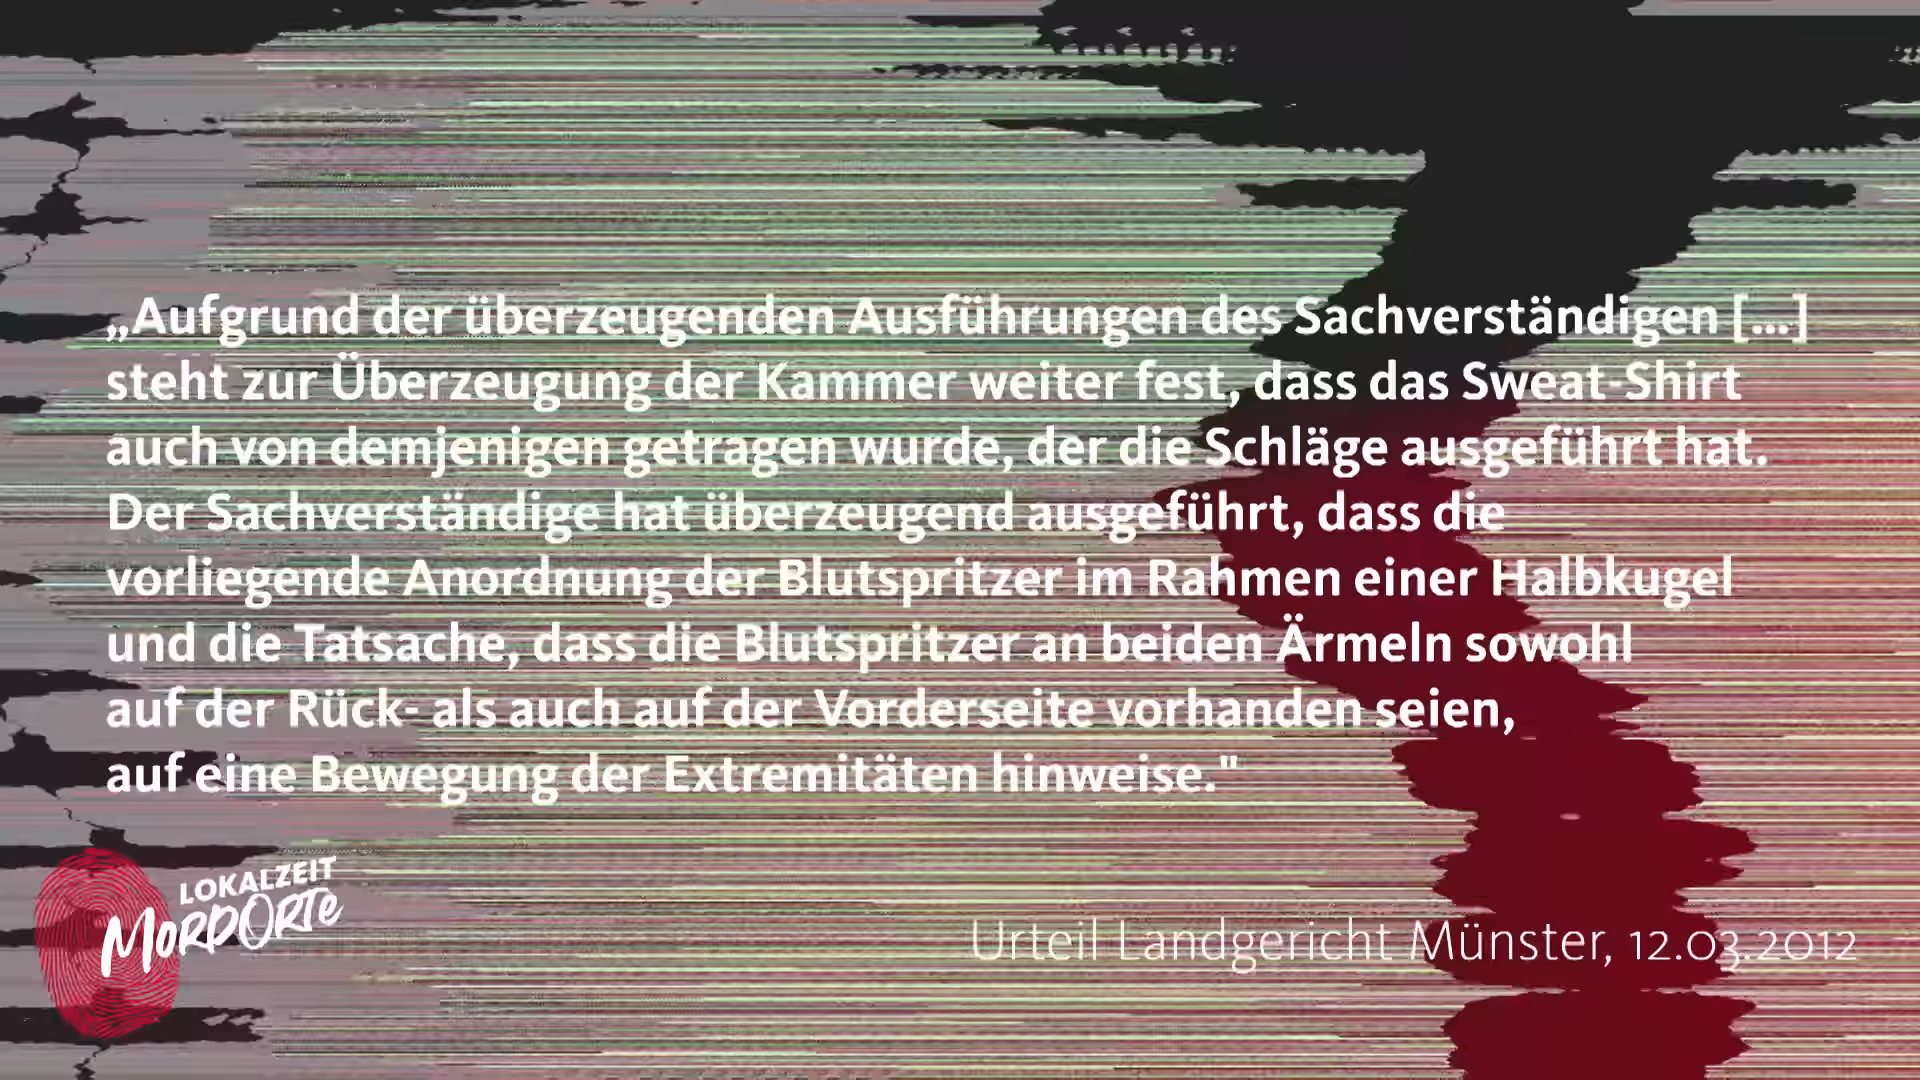 „Aufgrund der überzeugenden Ausführungen des Sachverständigen [...]
steht zur Überzeugung der Kammer weiter fest, dass das Sweat-Shirt
auch von demjenigen getragen wurde, der die Schläge ausgeführt hat.
Der Sachverständige hat überzeugend ausgeführt, dass die
vorliegende Anordnung der Blutspritzer im Rahmen einer Halbkugel
und die Tatsache, dass die Blutspritzer an beiden Ärmeln sowohl
auf der Rück- als auch auf der Vorderseite vorhanden seien,
auf eine Bewegung der Extremitäten hinweise."
LOKALZEIT
MORDORTe
Urteil Landgericht Münster, 12.03.2012